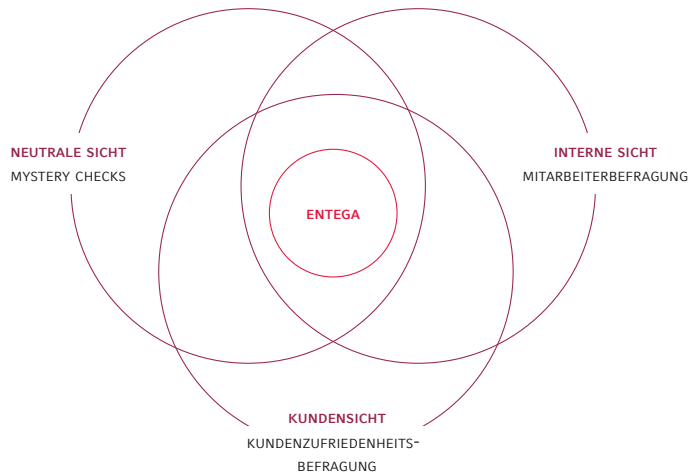 NEUTRALE SICHT
MYSTERY CHECKS
INTERNE SICHT
MITARBEITERBEFRAGUNG
ENTEGA
KUNDENSICHT
KUNDENZUFRIEDENHEITS-
BEFRAGUNG